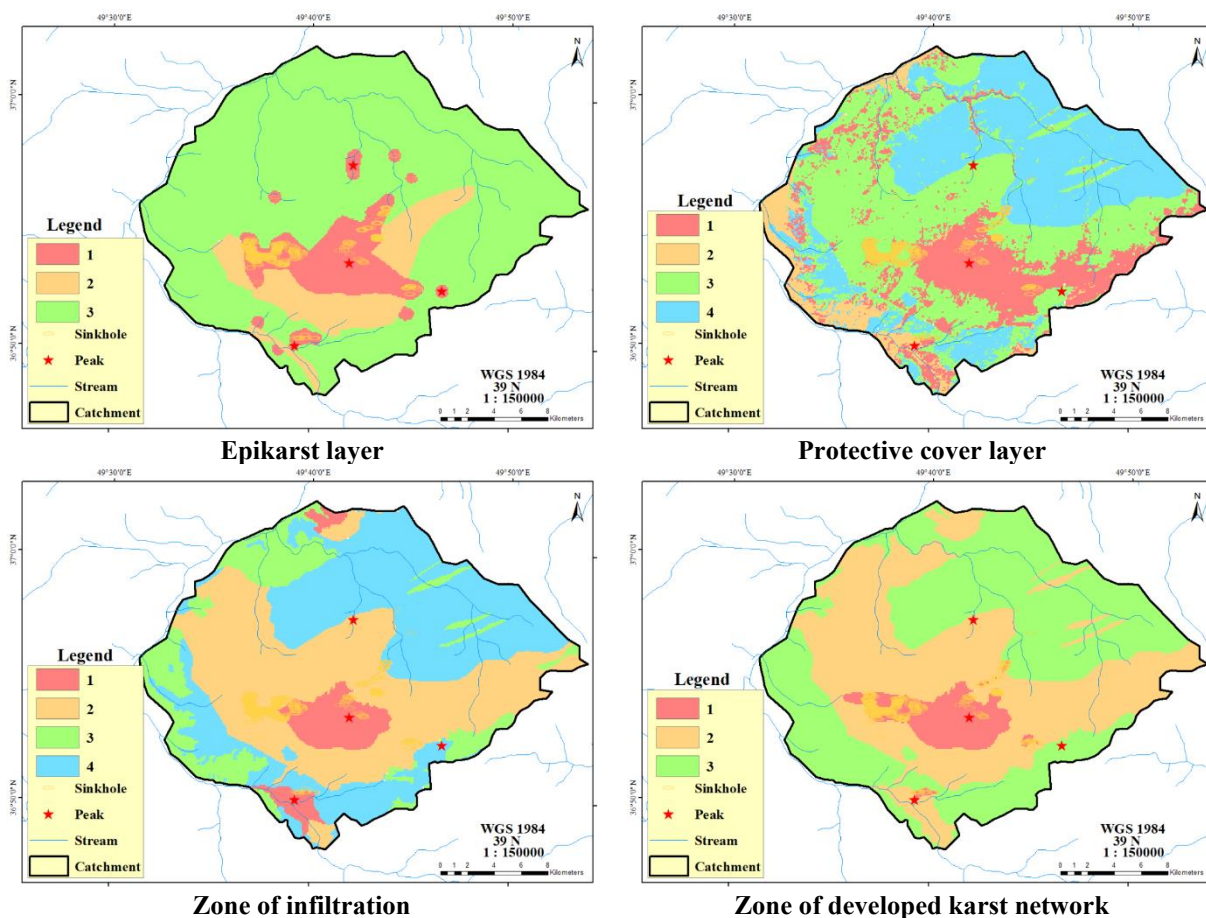 49°30'0"E 49°40'0"E 49°50'0"E
N
37°0'0"N
36°50'0"N
Legend
1
2
3
Sinkhole
Peak
Stream
Catchment
WGS 1984
39 N
1 : 150000
0 1 2 4 6 8
Kilometers
Epikarst layer
49°30'0"E 49°40'0"E 49°50'0"E
N
37°0'0"N
36°50'0"N
Legend
1
2
3
4
Sinkhole
Peak
Stream
Catchment
WGS 1984
39 N
1 : 150000
0 1 2 4 6 8
Kilometers
Protective cover layer
49°30'0"E 49°40'0"E 49°50'0"E
N
37°0'0"N
36°50'0"N
Legend
1
2
3
4
Sinkhole
Peak
Stream
Catchment
WGS 1984
39 N
1 : 150000
0 1 2 4 6 8
Kilometers
Zone of infiltration
49°30'0"E 49°40'0"E 49°50'0"E
N
37°0'0"N
36°50'0"N
Legend
1
2
3
Sinkhole
Peak
Stream
Catchment
WGS 1984
39 N
1 : 150000
0 1 2 4 6 8
Kilometers
Zone of developed karst network